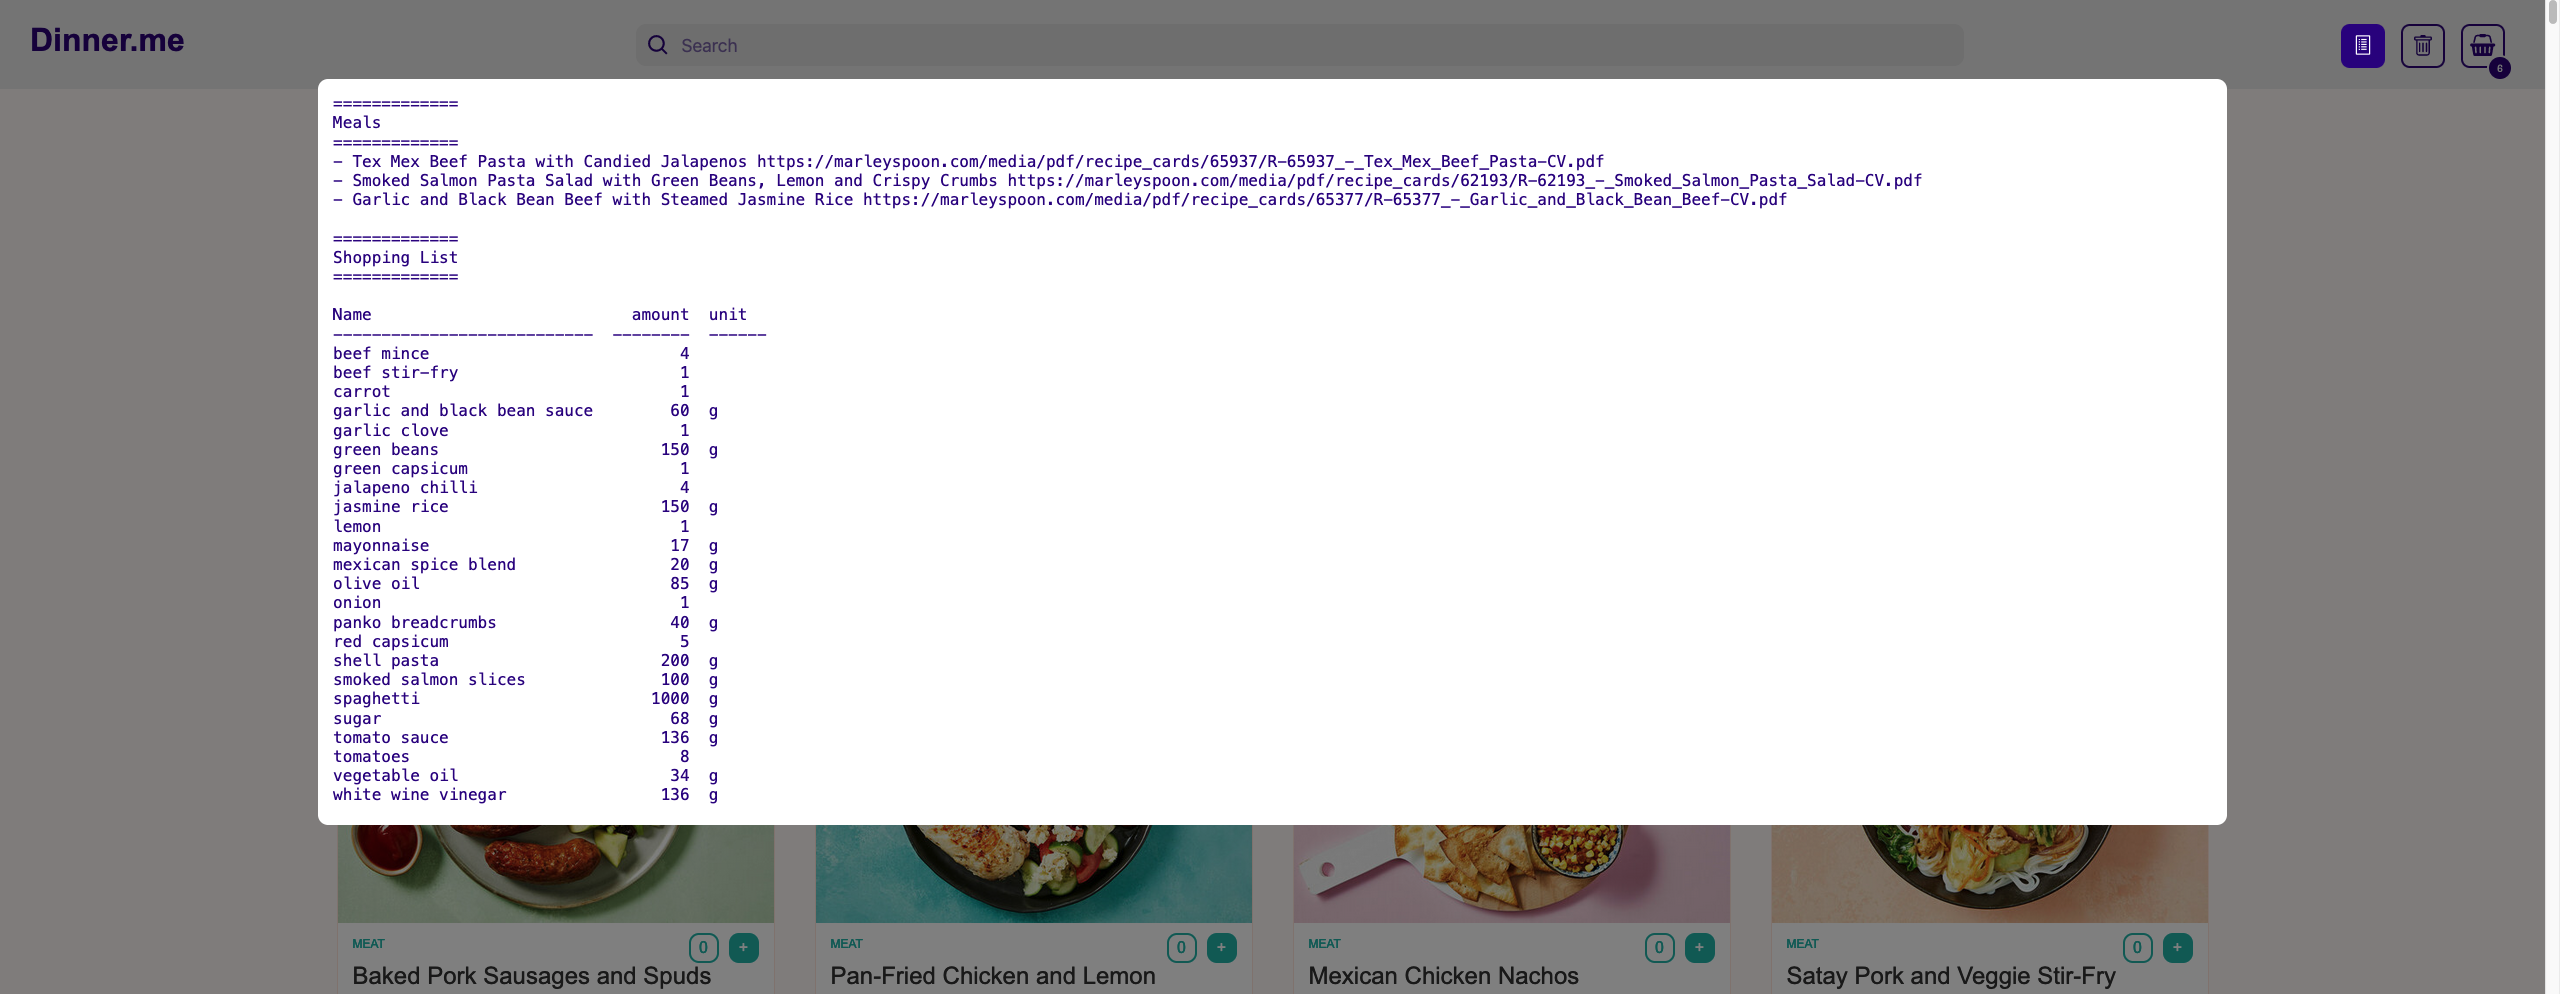 Dinner.me
Search
6
=============
Meals
=============
- Tex Mex Beef Pasta with Candied Jalapenos https://marleyspoon.com/media/pdf/recipe_cards/65937/R-65937_-_Tex_Mex_Beef_Pasta-CV.pdf
- Smoked Salmon Pasta Salad with Green Beans, Lemon and Crispy Crumbs https://marleyspoon.com/media/pdf/recipe_cards/62193/R-62193_-_Smoked_Salmon_Pasta_Salad-CV.pdf
- Garlic and Black Bean Beef with Steamed Jasmine Rice https://marleyspoon.com/media/pdf/recipe_cards/65377/R-65377_-_Garlic_and_Black_Bean_Beef-CV.pdf
=============
Shopping List
=============
Name amount unit
--------------------------- -------- ------
beef mince 4
beef stir-fry 1
carrot 1
garlic and black bean sauce 60 g
garlic clove 1
green beans 150 g
green capsicum 1
jalapeno chilli 4
jasmine rice 150 g
lemon 1
mayonnaise 17 g
mexican spice blend 20 g
olive oil 85 g
onion 1
panko breadcrumbs 40 g
red capsicum 5
shell pasta 200 g
smoked salmon slices 100 g
spaghetti 1000 g
sugar 68 g
tomato sauce 136 g
tomatoes 8
vegetable oil 34 g
white wine vinegar 136 g
MEAT 0 + MEAT 0 + MEAT 0 + MEAT 0 +
Baked Pork Sausages and Spuds Pan-Fried Chicken and Lemon Mexican Chicken Nachos Satay Pork and Veggie Stir-Fry